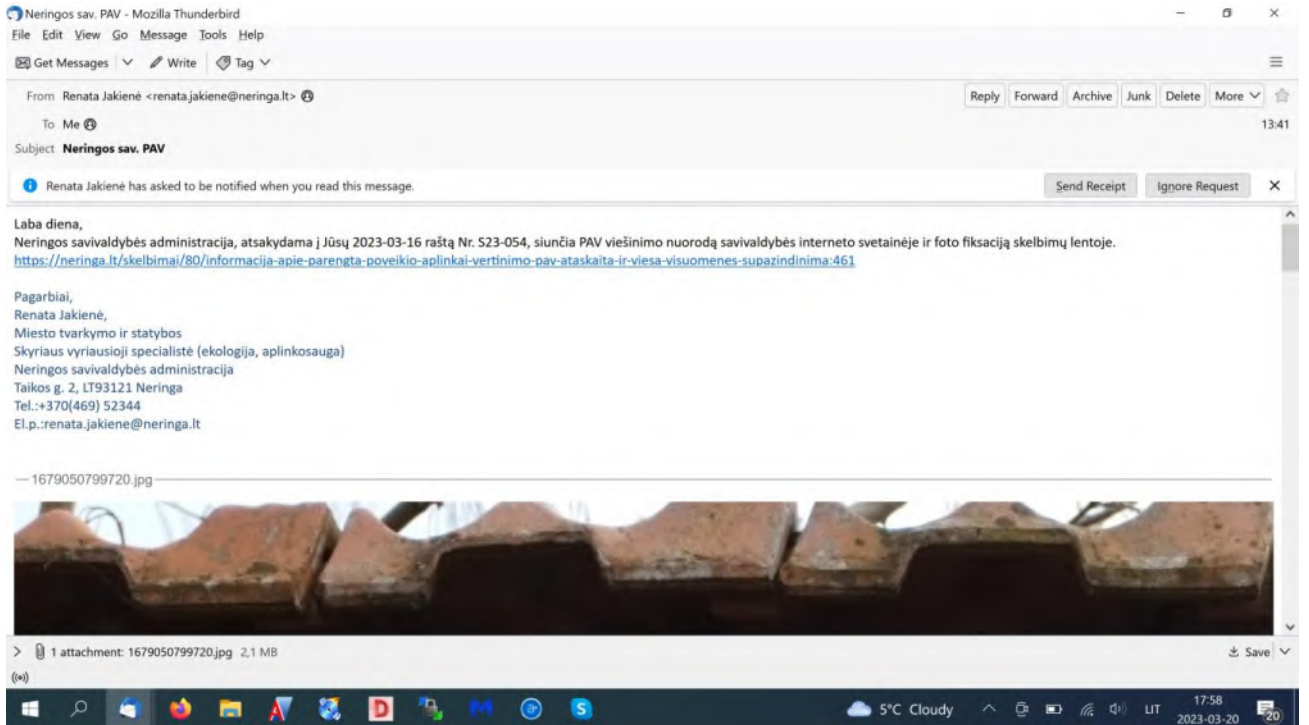 Neringos sav. PAV - Mozilla Thunderbird
File Edit View Go Message Tools Help
Get Messages Write Tag
From Renata Jakienė <renata.jakiene@neringa.lt> Reply Forward Archive Junk Delete More
To Me 13:41
Subject Neringos sav. PAV
Renata Jakienė has asked to be notified when you read this message. Send Receipt Ignore Request
Laba diena,
Neringos savivaldybės administracija, atsakydama į Jūsų 2023-03-16 raštą Nr. S23-054, siunčia PAV viešinimo nuorodą savivaldybės interneto svetainėje ir foto fiksaciją skelbimų lentoje.
https://neringa.lt/skelbimai/80/informacija-apie-parengta-poveikio-aplinkai-vertinimo-pav-ataskaita-ir-viesa-visuomenes-supazindinima:461
Pagarbiai,
Renata Jakienė,
Miesto tvarkymo ir statybos
Skyriaus vyriausioji specialistė (ekologija, aplinkosauga)
Neringos savivaldybės administracija
Taikos g. 2, LT93121 Neringa
Tel.:+370(469) 52344
El.p.:renata.jakiene@neringa.lt
1679050799720.jpg
1 attachment: 1679050799720.jpg 2,1 MB Save
5°C Cloudy LIT 17:58
2023-03-20 20